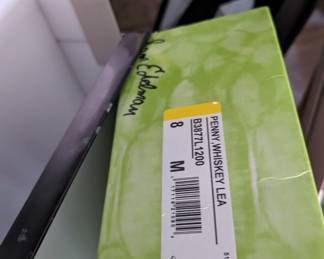 Sam Edelman
PENNY,WHISKEY LEA
B3877L1200
8 M